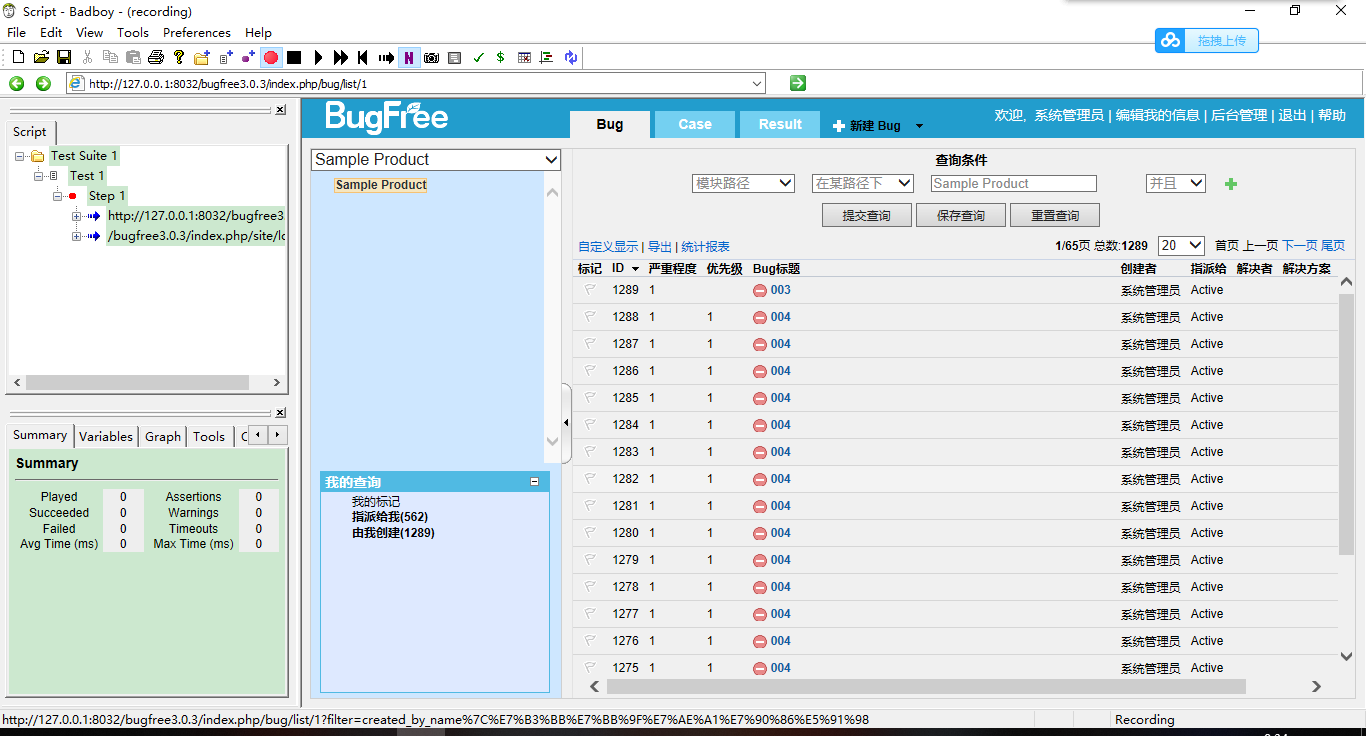 Script - Badboy - (recording)
File Edit View Tools Preferences Help
拖拽上传
http://127.0.0.1:8032/bugfree3.0.3/index.php/bug/list/1
Script
Test Suite 1
Test 1
Step 1
http://127.0.0.1:8032/bugfree3
/bugfree3.0.3/index.php/site/lo
Summary Variables Graph Tools
Summary
Played 0 Assertions 0
Succeeded 0 Warnings 0
Failed 0 Timeouts 0
Avg Time (ms) 0 Max Time (ms) 0
BugFree
Bug Case Result 新建 Bug
欢迎, 系统管理员 | 编辑我的信息 | 后台管理 | 退出 | 帮助
Sample Product
Sample Product
我的查询
我的标记
指派给我(562)
由我创建(1289)
查询条件
模块路径 在某路径下 Sample Product 并且
提交查询 保存查询 重置查询
自定义显示 | 导出 | 统计报表 1/65页 总数:1289 20 首页 上一页 下一页 尾页
标记 ID 严重程度 优先级 Bug标题 创建者 指派给 解决者 解决方案
1289 1 003 系统管理员 Active
1288 1 1 004 系统管理员 Active
1287 1 1 004 系统管理员 Active
1286 1 1 004 系统管理员 Active
1285 1 1 004 系统管理员 Active
1284 1 1 004 系统管理员 Active
1283 1 1 004 系统管理员 Active
1282 1 1 004 系统管理员 Active
1281 1 1 004 系统管理员 Active
1280 1 1 004 系统管理员 Active
1279 1 1 004 系统管理员 Active
1278 1 1 004 系统管理员 Active
1277 1 1 004 系统管理员 Active
1276 1 1 004 系统管理员 Active
1275 1 1 004 系统管理员 Active
http://127.0.0.1:8032/bugfree3.0.3/index.php/bug/list/1?filter=created_by_name%7C%E7%B3%BB%E7%BB%9F%E7%AE%A1%E7%90%86%E5%91%98 Recording